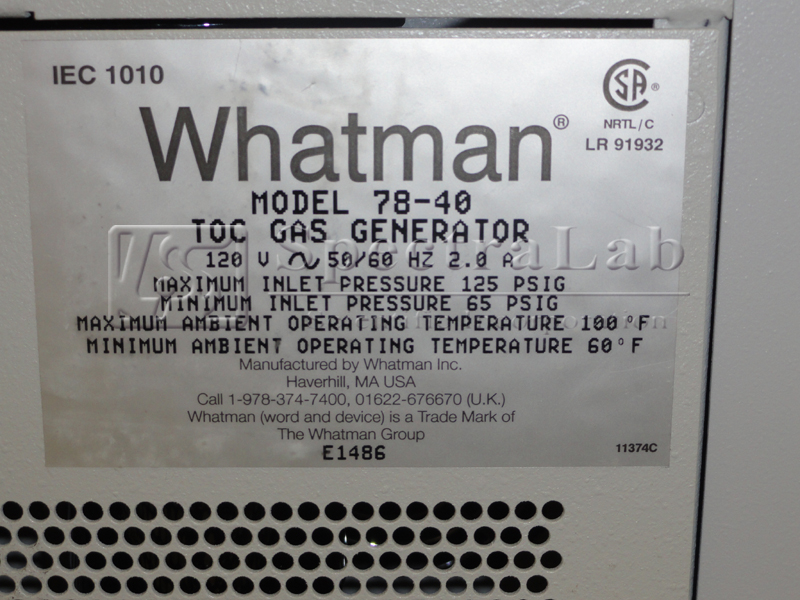 IEC 1010
CSA ®
NRTL/C
LR 91932
Whatman®
MODEL 78-40
TOC GAS GENERATOR
120 V ∿ 50/60 HZ 2.0 A
SpectraLab
MAXIMUM INLET PRESSURE 125 PSIG
MINIMUM INLET PRESSURE 65 PSIG
MAXIMUM AMBIENT OPERATING TEMPERATURE 100°F
MINIMUM AMBIENT OPERATING TEMPERATURE 60°F
Manufactured by Whatman Inc.
Haverhill, MA USA
Call 1-978-374-7400, 01622-676670 (U.K.)
Whatman (word and device) is a Trade Mark of
The Whatman Group
E1486
11374C